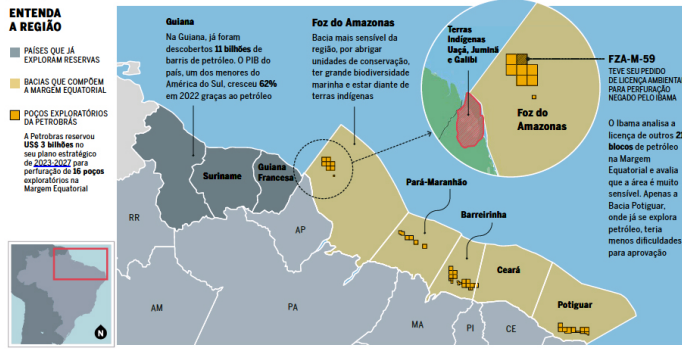 ENTENDA
A REGIÃO
PAÍSES QUE JÁ
EXPLORAM RESERVAS
BACIAS QUE COMPÕEM
A MARGEM EQUATORIAL
POÇOS EXPLORATÓRIOS
DA PETROBRÁS
A Petrobras reservou
US$ 3 bilhões no
seu plano estratégico
de 2023-2027 para
perfuração de 16 poços
exploratórios na
Margem Equatorial
N
Guiana
Na Guiana, já foram
descobertos 11 bilhões de
barris de petróleo. O PIB do
país, um dos menores do
América do Sul, cresceu 62%
em 2022 graças ao petróleo
Foz do Amazonas
Bacia mais sensível da
região, por abrigar
unidades de conservação,
ter grande biodiversidade
marinha e estar diante de
terras indígenas
Terras
Indígenas
Uaçá, Juminã
e Galibi
Foz do
Amazonas
FZA-M-59
TEVE SEU PEDIDO
DE LICENÇA AMBIENTA
PARA PERFURAÇÃO
NEGADO PELO IBAMA
O Ibama analisa a
licença de outros
blocos de petróleo
na Margem
Equatorial e avalia
que a área é muito
sensível. Apenas a
Bacia Potiguar,
onde já se explora
petróleo, teria
menos dificuldades
para aprovação
Suriname
Guiana
Francesa
Pará-Maranhão
Barreirinha
Ceará
Potiguar
RR
AP
AM
PA
MA
PI
CE